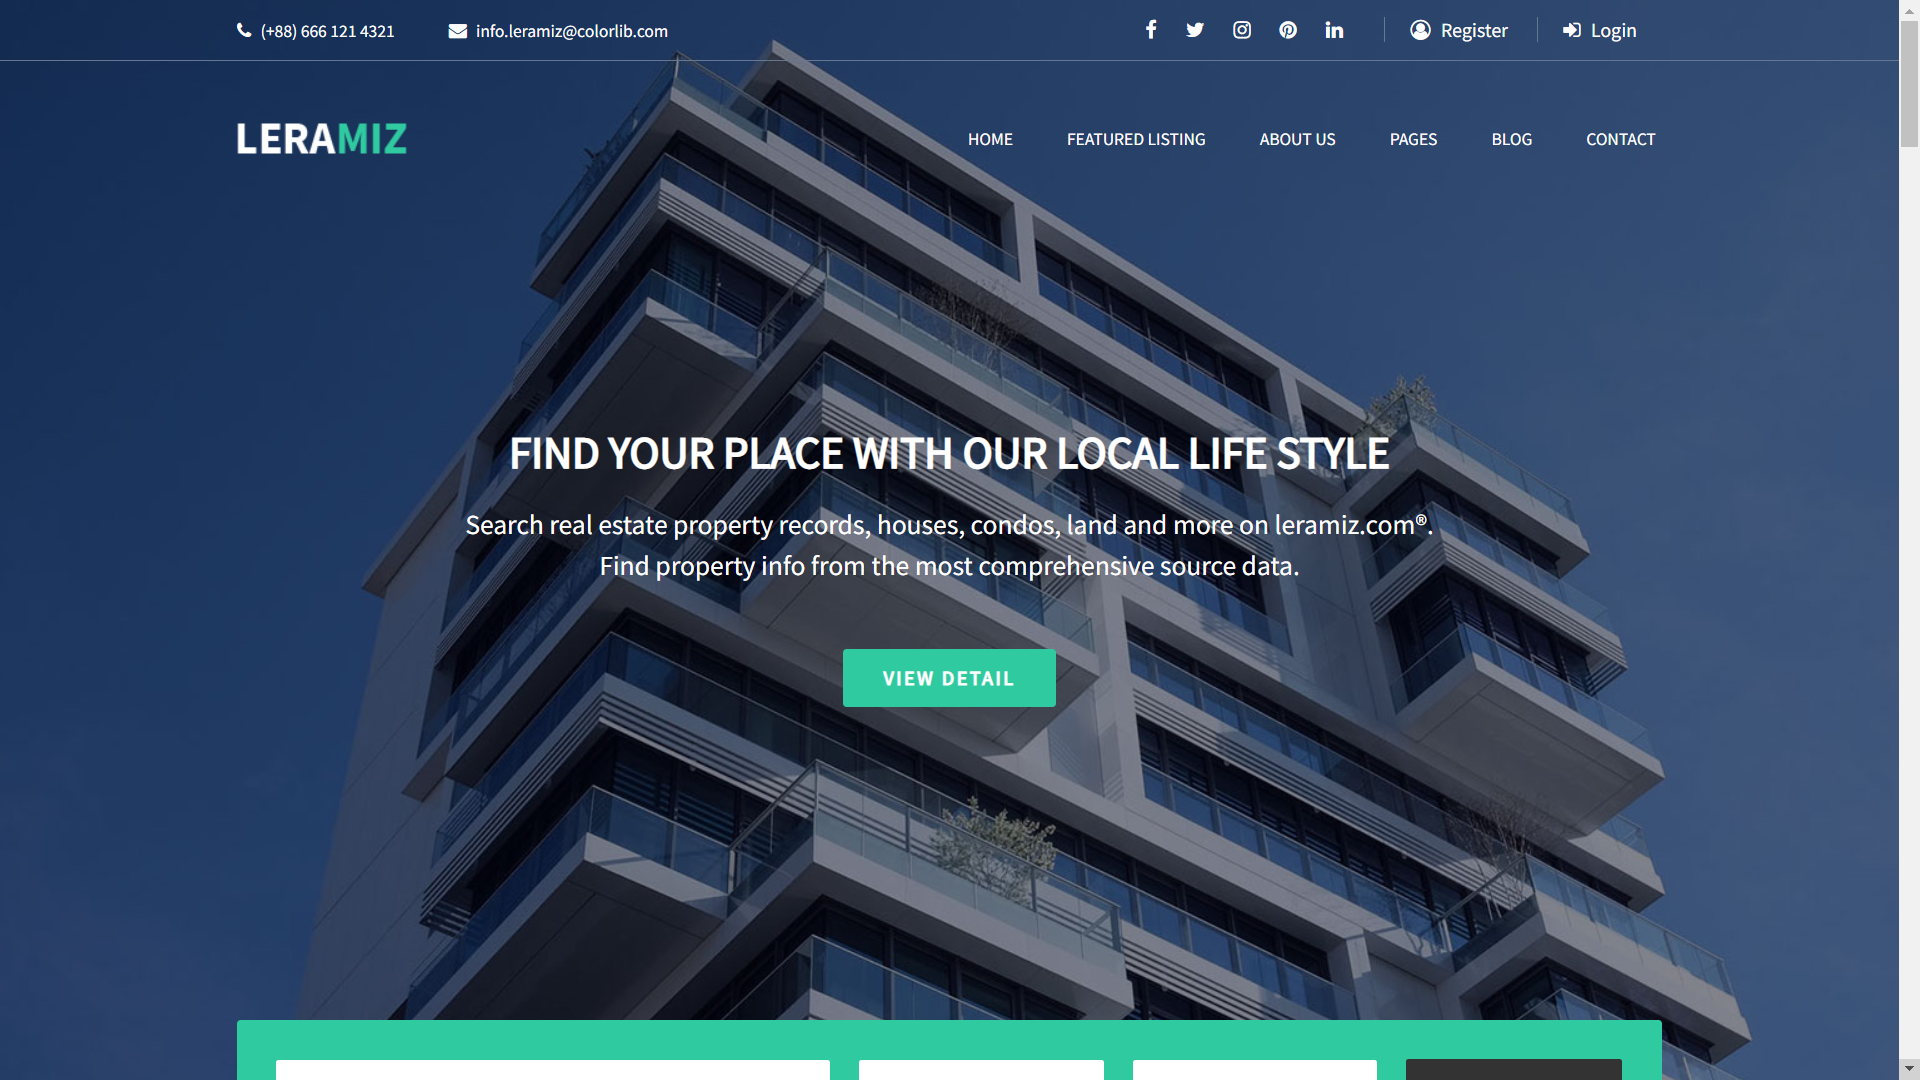 (+88) 666 121 4321
info.leramiz@colorlib.com
Register
Login
LERAMIZ
HOME
FEATURED LISTING
ABOUT US
PAGES
BLOG
CONTACT
FIND YOUR PLACE WITH OUR LOCAL LIFE STYLE
Search real estate property records, houses, condos, land and more on leramiz.com®.
Find property info from the most comprehensive source data.
VIEW DETAIL